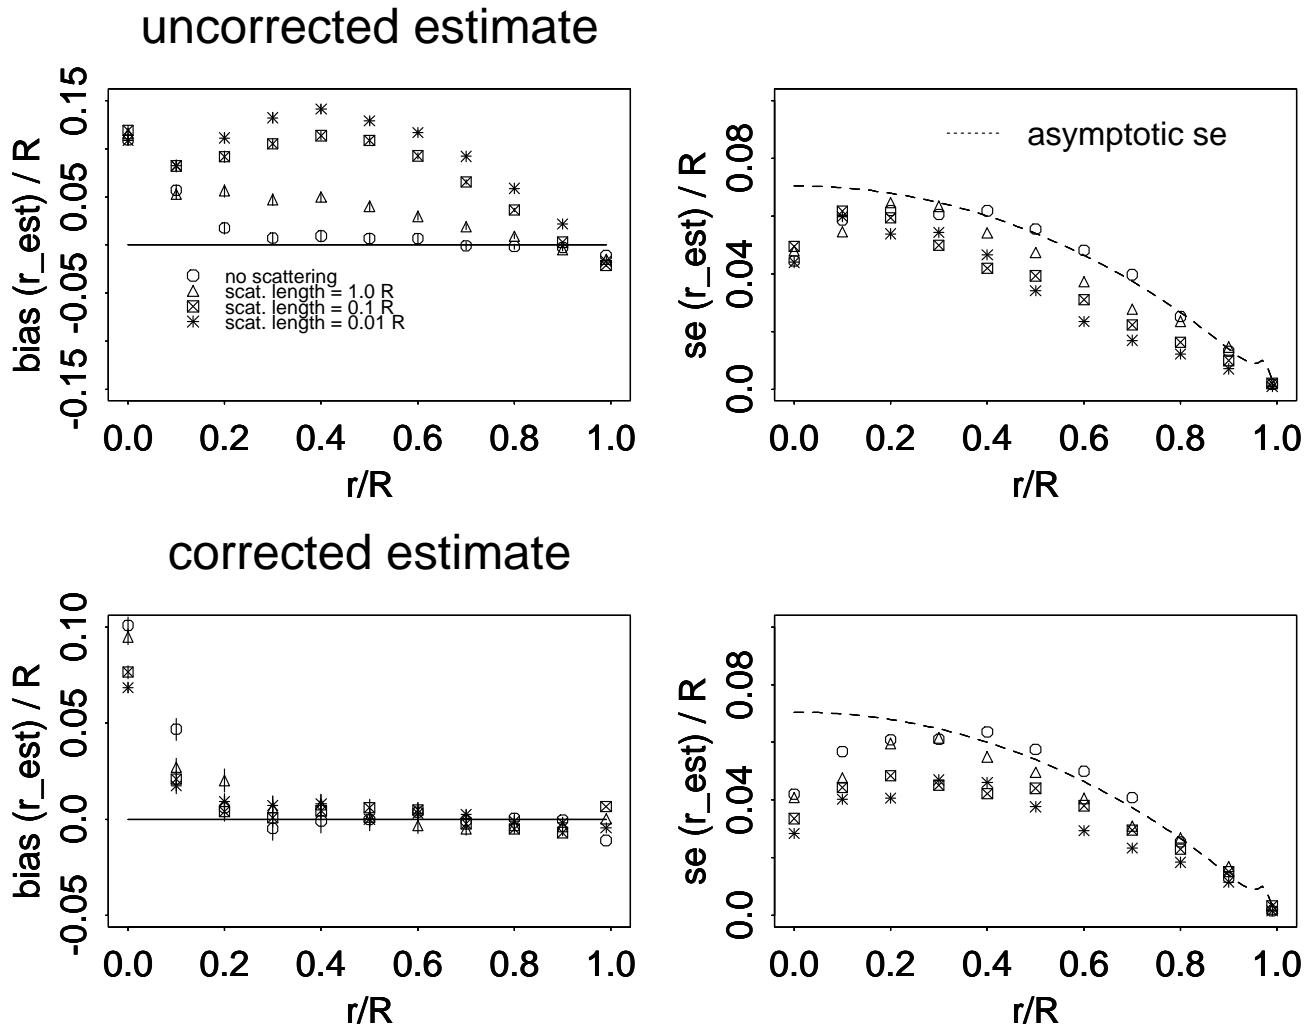 uncorrected estimate
bias (r_est) / R
0.15
0.05
-0.05
-0.15
no scattering
scat. length = 1.0 R
scat. length = 0.1 R
scat. length = 0.01 R
0.0 0.2 0.4 0.6 0.8 1.0
r/R
se (r_est) / R
0.08
0.04
0.0
asymptotic se
0.0 0.2 0.4 0.6 0.8 1.0
r/R
corrected estimate
bias (r_est) / R
0.10
0.05
0.0
-0.05
0.0 0.2 0.4 0.6 0.8 1.0
r/R
se (r_est) / R
0.08
0.04
0.0
0.0 0.2 0.4 0.6 0.8 1.0
r/R